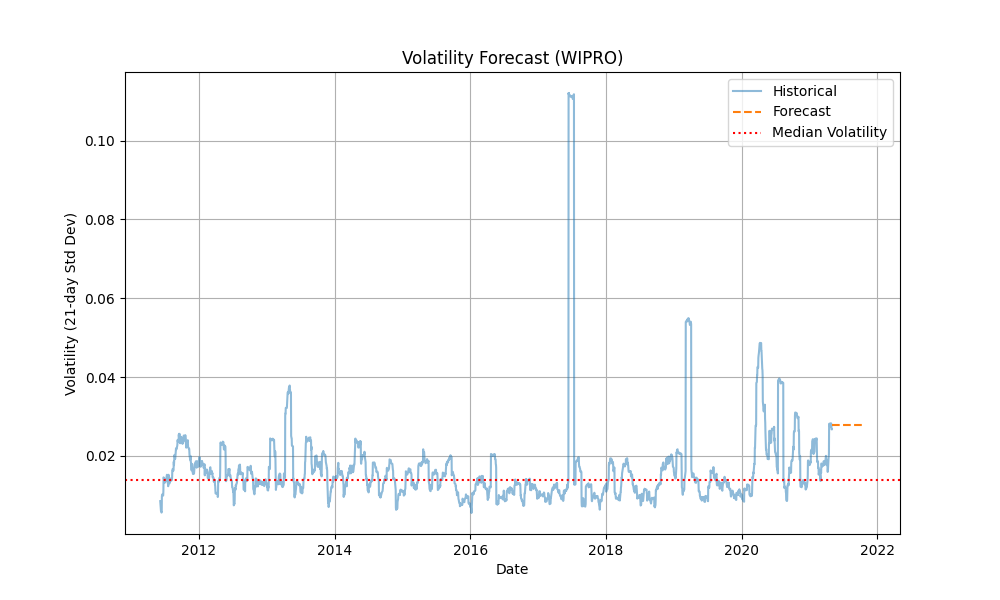 Volatility Forecast (WIPRO)
Historical
Forecast
Median Volatility
0.10
0.08
0.06
0.04
0.02
Volatility (21-day Std Dev)
2012
2014
2016
2018
2020
2022
Date